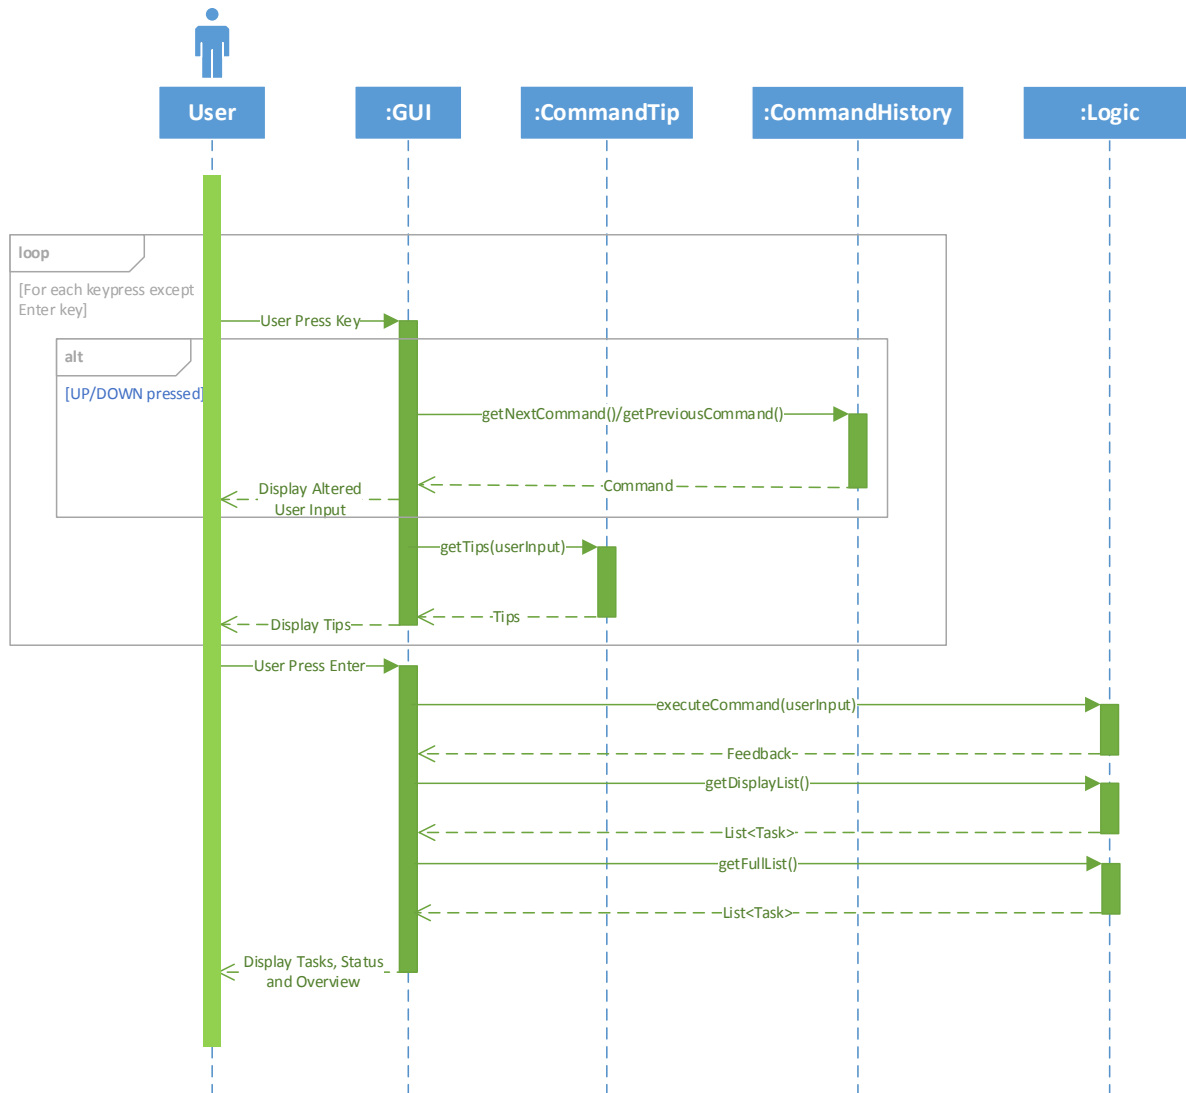 User
:GUI
:CommandTip
:CommandHistory
:Logic
loop
[For each keypress except
Enter key]
User Press Key
alt
[UP/DOWN pressed]
getNextCommand()/getPreviousCommand()
Command
Display Altered
User Input
getTips(userInput)
Tips
Display Tips
User Press Enter
executeCommand(userInput)
Feedback
getDisplayList()
List<Task>
getFullList()
List<Task>
Display Tasks, Status
and Overview